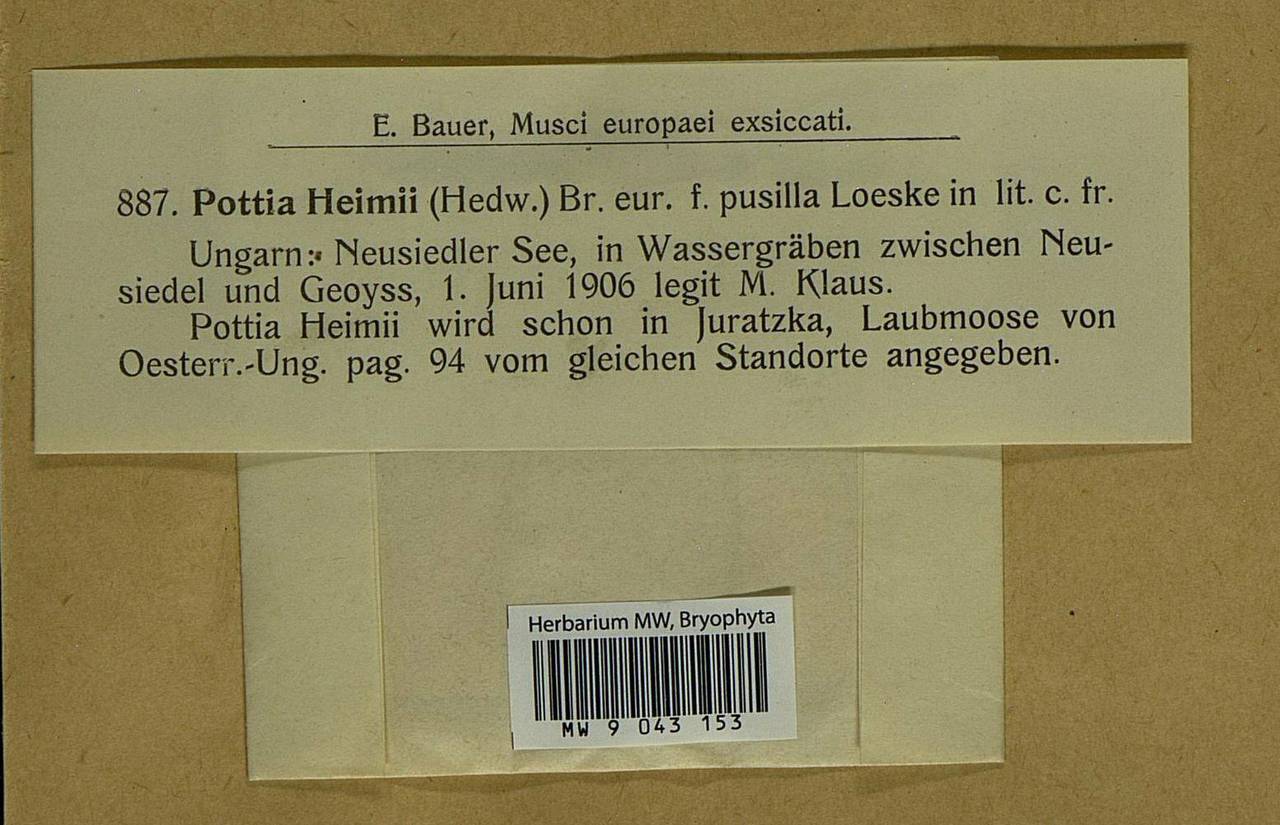 E. Bauer, Musci europaei exsiccati.
887. Pottia Heimii (Hedw.) Br. eur. f. pusilla Loeske in lit. c. fr.
Ungarn: Neusiedler See, in Wassergräben zwischen Neu-
siedel und Geoyss, 1. Juni 1906 legit M. Klaus.
Pottia Heimii wird schon in Juratzka, Laubmoose von
Oesterr.-Ung. pag. 94 vom gleichen Standorte angegeben.
Herbarium MW, Bryophyta
MW 9 043 153